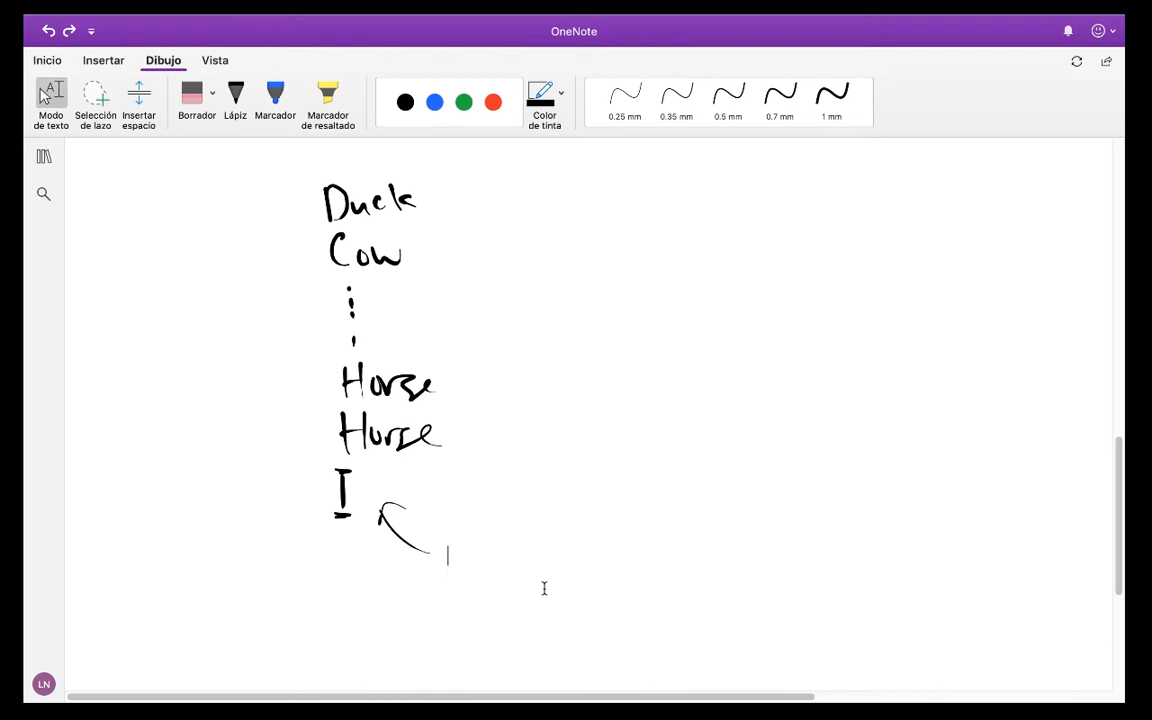 OneNote
Inicio Insertar Dibujo Vista
Modo de texto
Selección de lazo
Insertar espacio
Borrador
Lápiz
Marcador
Marcador de resaltado
Color de tinta
0.25 mm 0.35 mm 0.5 mm 0.7 mm 1 mm
Duck
Cow
Horse
Horse
I
LN